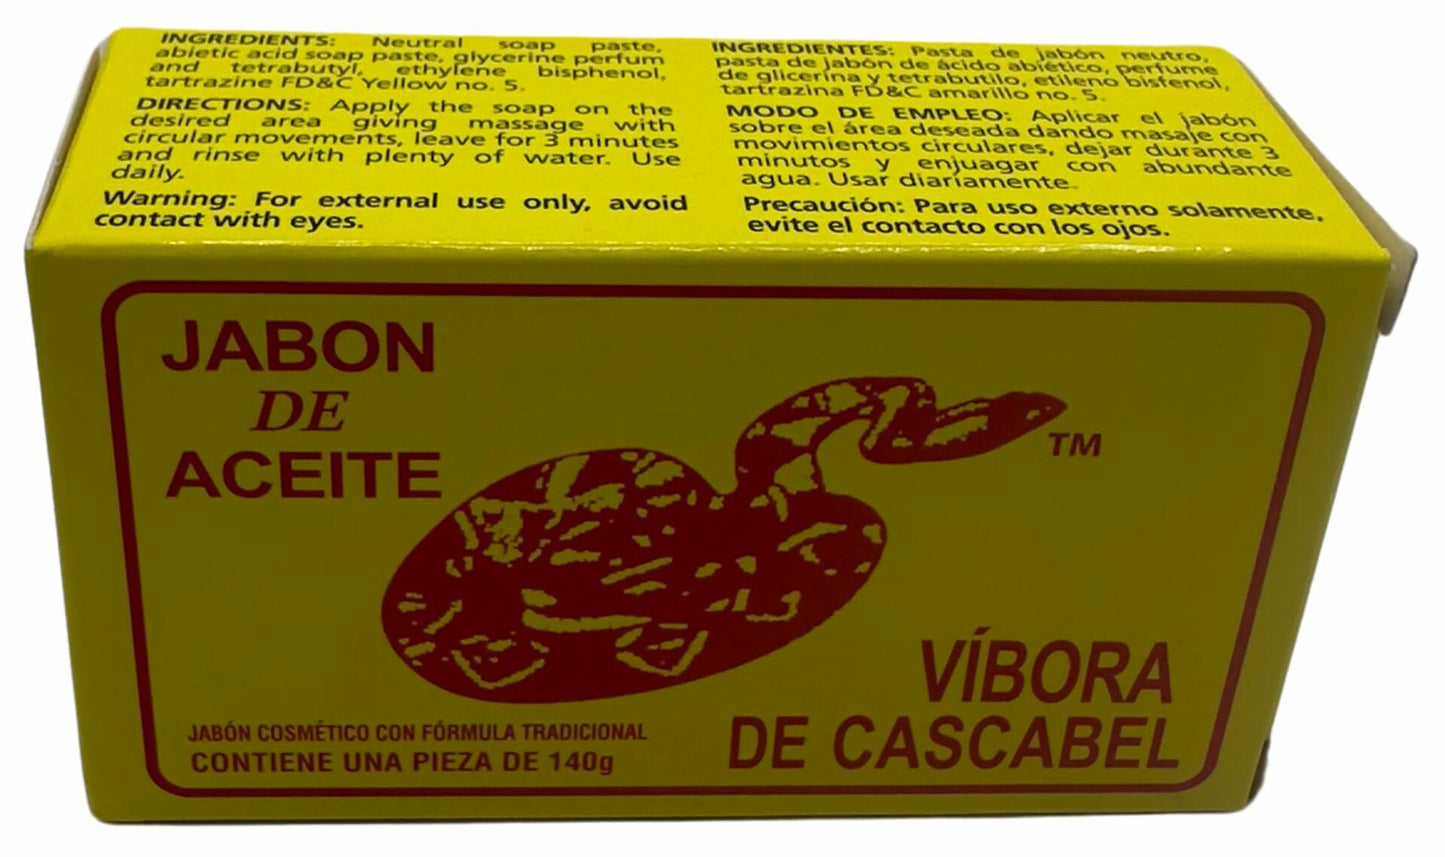 INGREDIENTS: Neutral soap paste,
abietic acid soap paste, glycerine perfum
and tetrabutyl, ethylene bisphenol,
tartrazine FD&C Yellow no. 5.
DIRECTIONS: Apply the soap on the
desired area giving massage with
circular movements, leave for 3 minutes
and rinse with plenty of water. Use
daily.
Warning: For external use only, avoid
contact with eyes.
INGREDIENTES: Pasta de jabón neutro,
pasta de jabón de ácido abiético, perfume
de glicerina y tetrabutilo, etileno bisfenol,
tartrazina FD&C amarillo no. 5.
MODO DE EMPLEO: Aplicar el jabón
sobre el área deseada dando masaje con
movimientos circulares, dejar durante 3
minutos y enjuagar con abundante
agua. Usar diariamente.
Precaución: Para uso externo solamente,
evite el contacto con los ojos.
JABON
DE
ACEITE
TM
VÍBORA
DE CASCABEL
JABÓN COSMÉTICO CON FÓRMULA TRADICIONAL
CONTIENE UNA PIEZA DE 140g